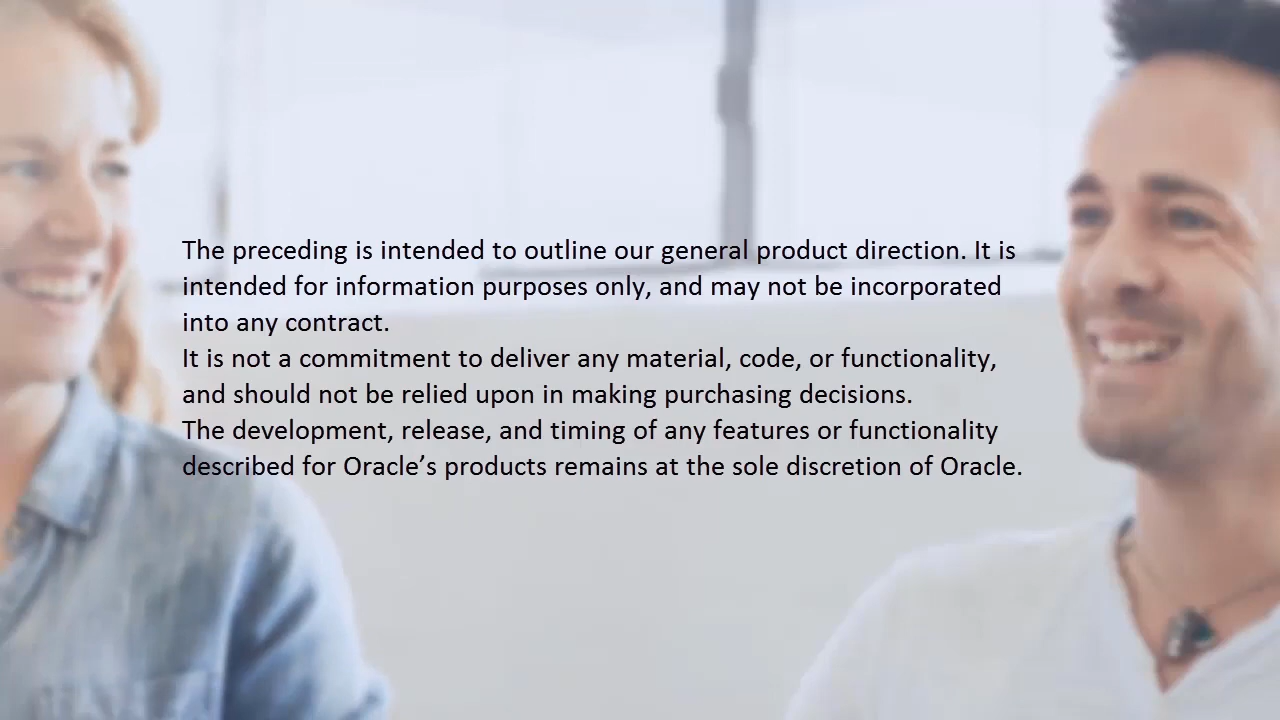 The preceding is intended to outline our general product direction. It is
intended for information purposes only, and may not be incorporated
into any contract.
It is not a commitment to deliver any material, code, or functionality,
and should not be relied upon in making purchasing decisions.
The development, release, and timing of any features or functionality
described for Oracle’s products remains at the sole discretion of Oracle.